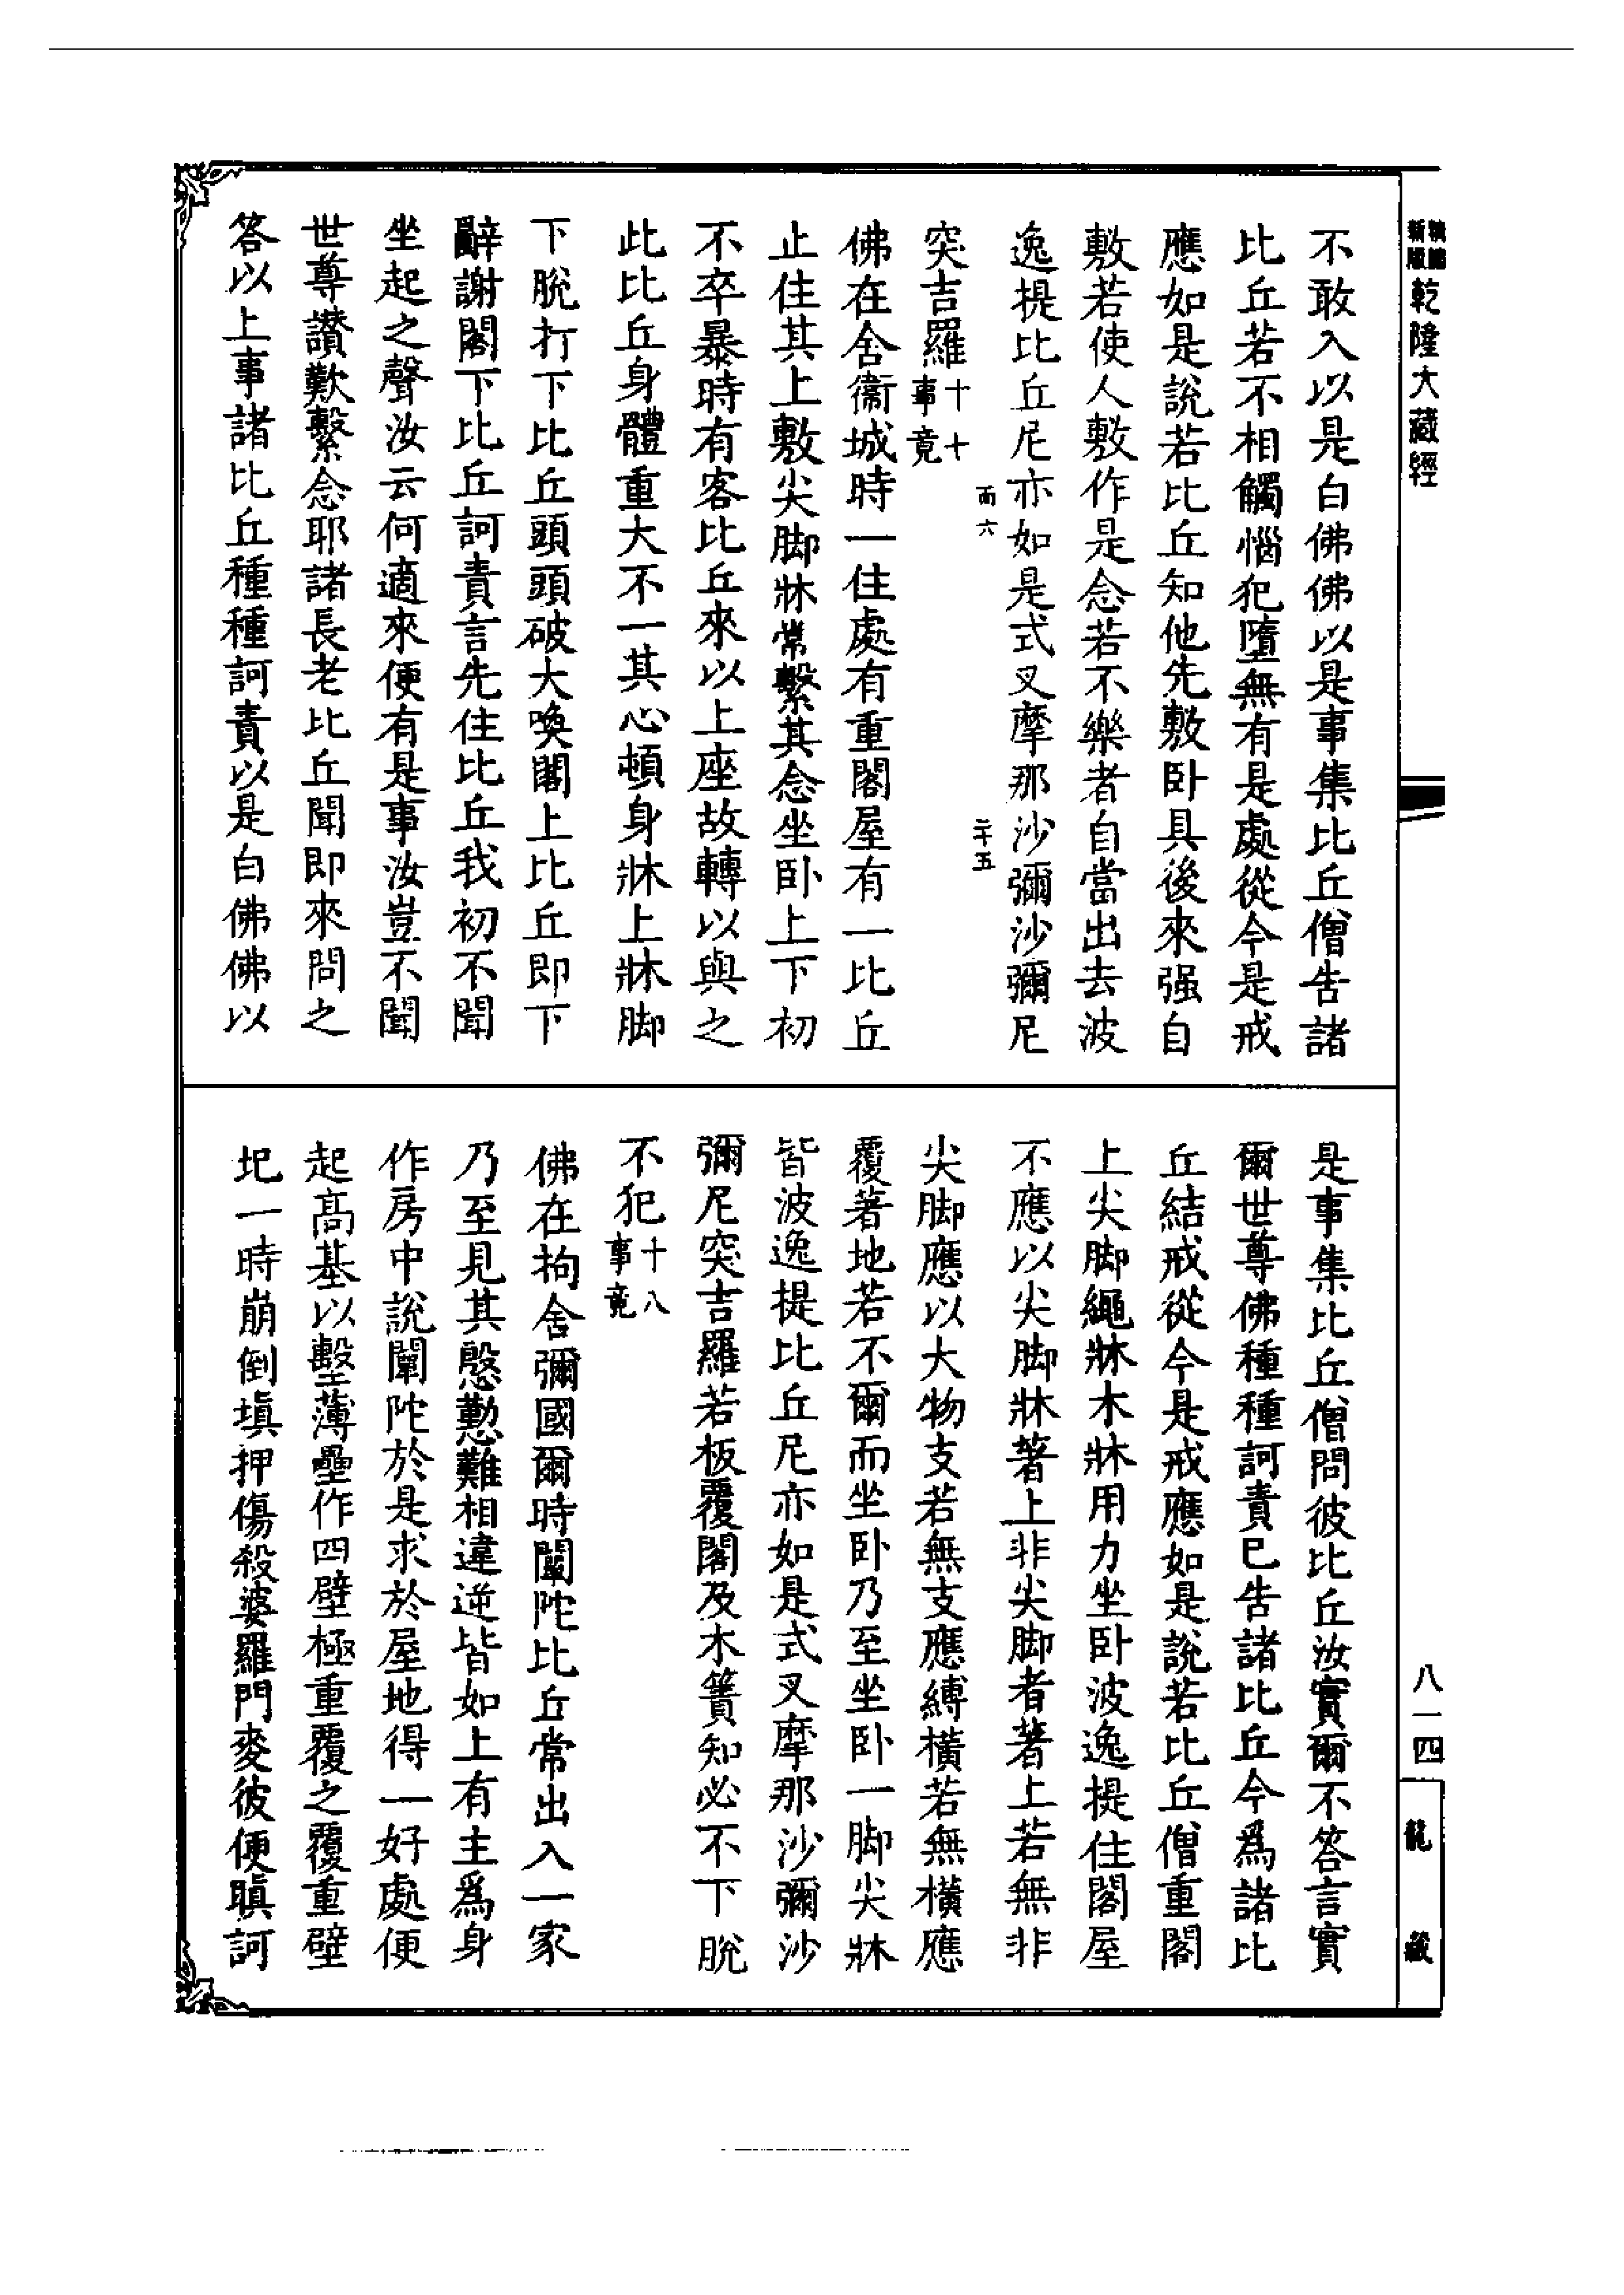 乾隆大藏經
不敢入以是白佛佛以是事集比丘僧告諸
比丘若不相觸惱犯墮無有是處從今是戒
應如是說若比丘知他先敷卧具後來强自
敷若使人敷作是念若不樂者自當出去波
逸提比丘尼亦如是式叉摩那沙彌沙彌尼
而六 二十五
突吉羅十七事竟
佛在舍衞城時一住處有重閣屋有一比丘
止住其上敷尖脚牀常繫其念坐卧上下初
不卒暴時有客比丘來以上座故轉以與之
此比丘身體重大不一其心頓身牀上牀脚
下脫打下比丘頭頭破大喚閣上比丘即下
辭謝閣下比丘訶責言先住比丘我初不聞
坐起之聲汝云何適來便有是事汝豈不聞
世尊讚歎繫念耶諸長老比丘聞即來問之
答以上事諸比丘種種訶責以是白佛佛以
是事集比丘僧問彼比丘汝實爾不答言實
爾世尊佛種種訶責已告諸比丘今爲諸比
丘結戒從今是戒應如是說若比丘僧重閣
上尖脚繩牀木牀用力坐卧波逸提住閣屋
不應以尖脚牀著上非尖脚者著上若無非
尖脚應以大物支若無支應縛橫若無橫應
覆著地若不爾而坐卧乃至坐卧一脚尖牀
皆波逸提比丘尼亦如是式叉摩那沙彌沙
彌尼突吉羅若板覆閣及木簀知必不下脫
不犯十八事竟
佛在拘舍彌國爾時闡陀比丘常出入一家
乃至見其慇懃難相違逆皆如上有主爲身
作房中說闡陀於是求於屋地得一好處便
起高基以墼薄壘作四壁極重覆之覆重壁
圯一時崩倒塡押傷殺婆羅門麥彼便瞋訶
八一四
龍藏